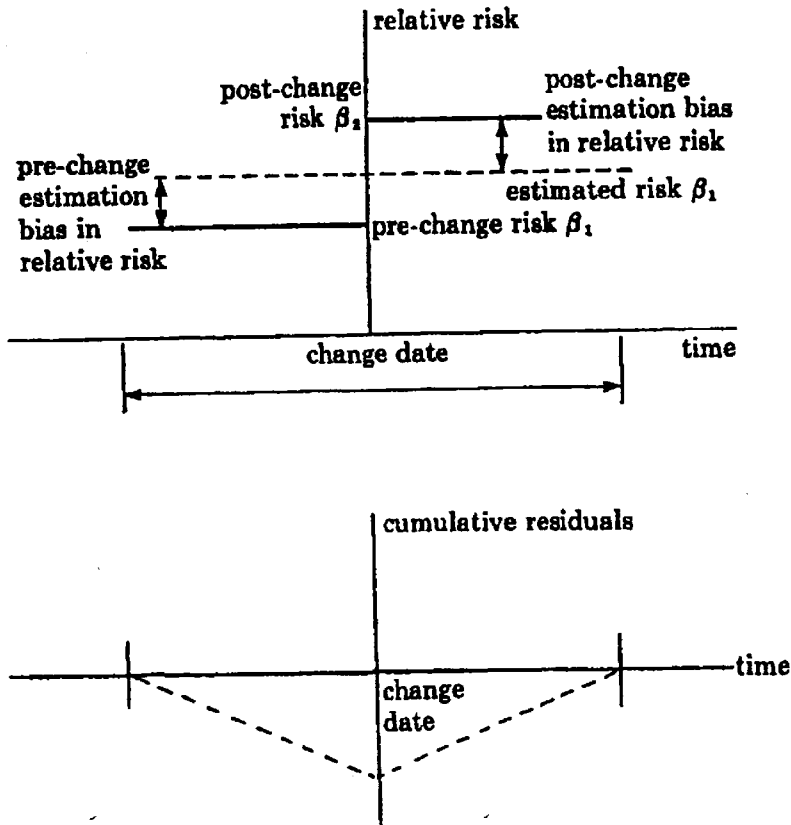 relative risk
post-change
risk β₂
post-change
estimation bias
in relative risk
pre-change
estimation
bias in
relative risk
estimated risk β₁
pre-change risk β₁
change date
time
cumulative residuals
time
change
date